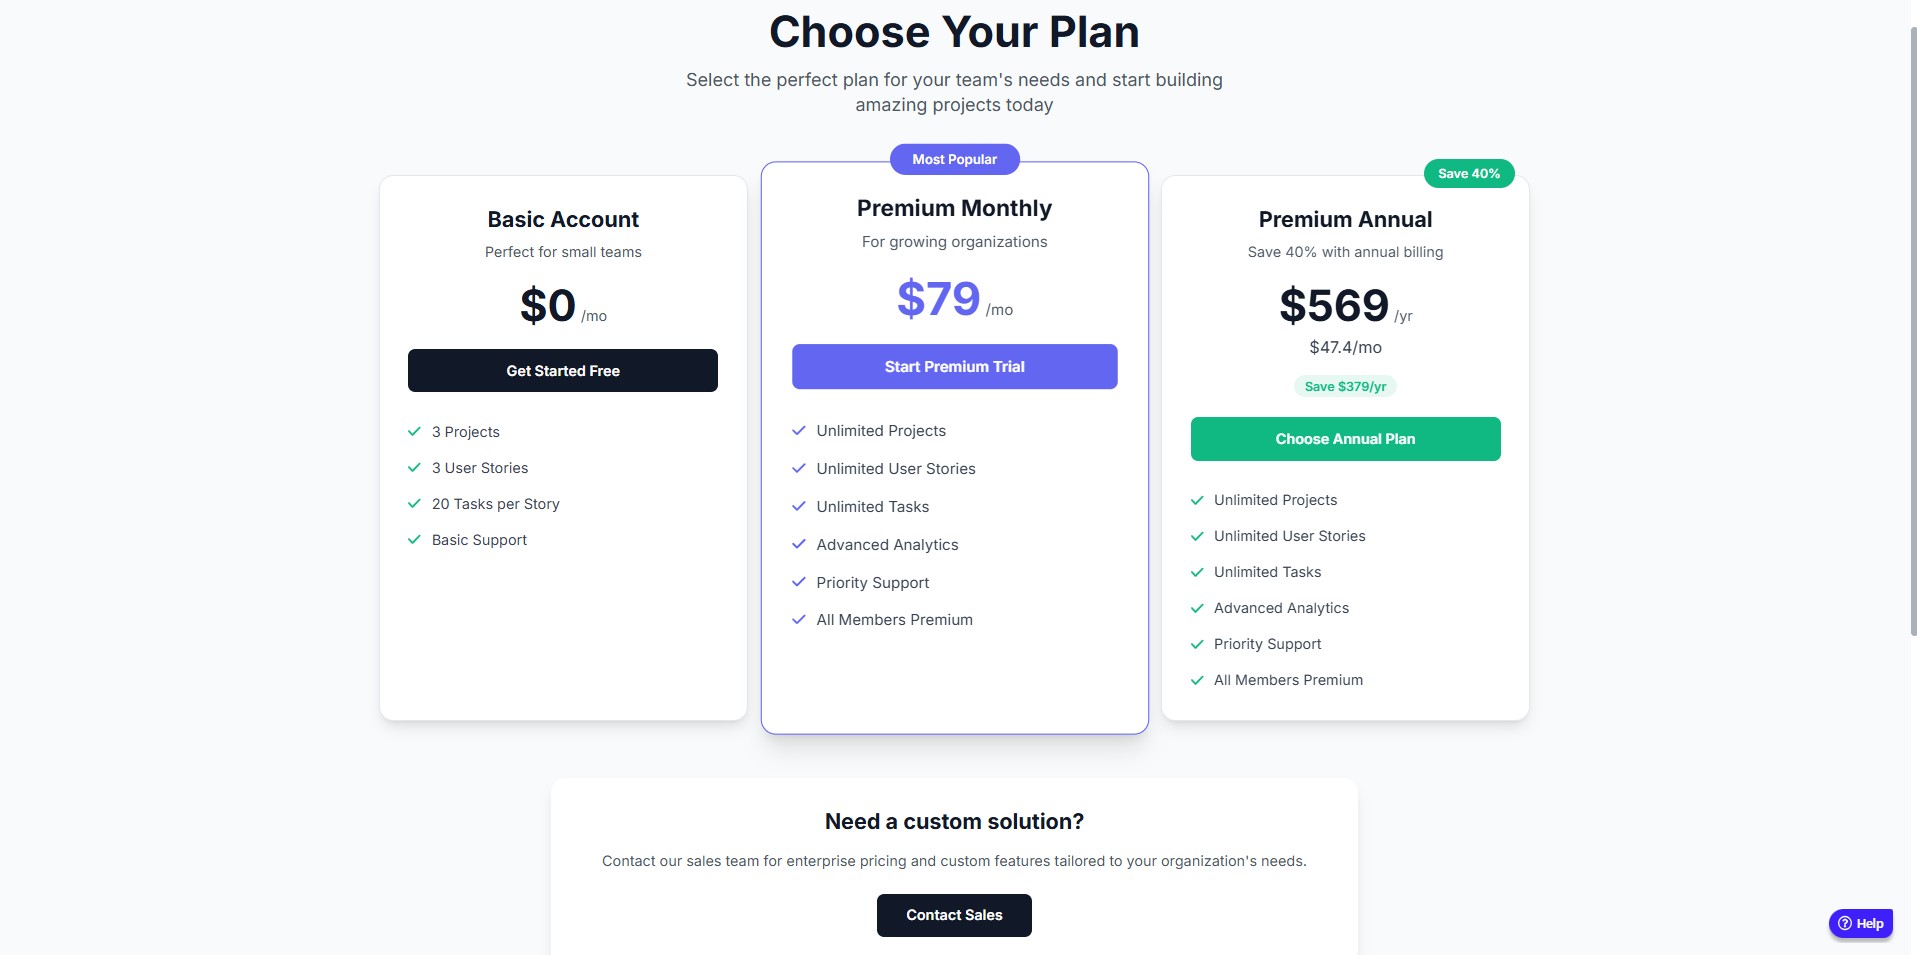 Choose Your Plan
Select the perfect plan for your team's needs and start building
amazing projects today
Basic Account
Perfect for small teams
$0 /mo
Get Started Free
3 Projects
3 User Stories
20 Tasks per Story
Basic Support
Most Popular
Premium Monthly
For growing organizations
$79 /mo
Start Premium Trial
Unlimited Projects
Unlimited User Stories
Unlimited Tasks
Advanced Analytics
Priority Support
All Members Premium
Save 40%
Premium Annual
Save 40% with annual billing
$569 /yr
$47.4/mo
Save $379/yr
Choose Annual Plan
Unlimited Projects
Unlimited User Stories
Unlimited Tasks
Advanced Analytics
Priority Support
All Members Premium
Need a custom solution?
Contact our sales team for enterprise pricing and custom features tailored to your organization's needs.
Contact Sales
Help